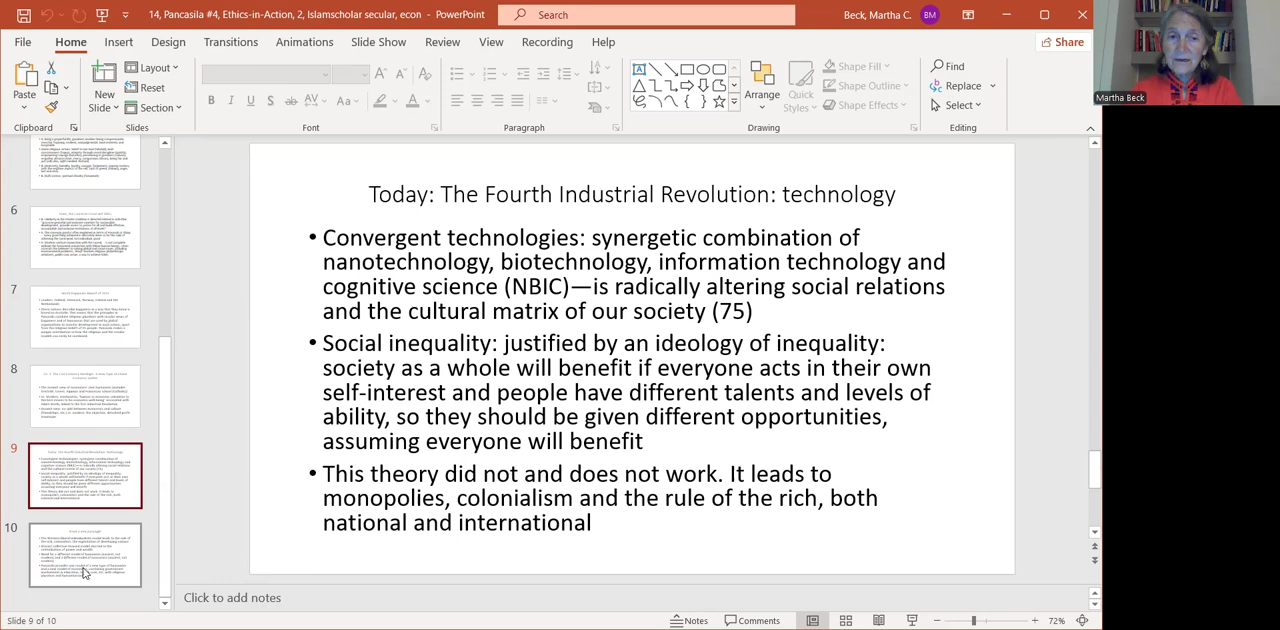 14, Pancasila #4, Ethics-in-Action, 2, Islamscholar secular, econ - PowerPoint
Search
Beck, Martha C.
BM
File Home Insert Design Transitions Animations Slide Show Review View Recording Help
Share
Paste
Clipboard
New
Slide
Layout
Reset
Section
Slides
B I U S ab AV Aa A
Font
Paragraph
Arrange
Quick
Styles
Shape Fill
Shape Outline
Shape Effects
Drawing
Find
Replace
Select
Editing
Martha Beck
6
7
8
9
10
Today: The Fourth Industrial Revolution: technology
• Convergent technologies: synergetic combination of
nanotechnology, biotechnology, information technology and
cognitive science (NBIC)—is radically altering social relations
and the cultural matrix of our society (75)
• Social inequality: justified by an ideology of inequality:
society as a whole will benefit if everyone acts in their own
self-interest and people have different talents and levels of
ability, so they should be given different opportunities,
assuming everyone will benefit
• This theory did not and does not work. It leads to
monopolies, colonialism and the rule of the rich, both
national and international
Click to add notes
Slide 9 of 10
Notes
Comments
72%